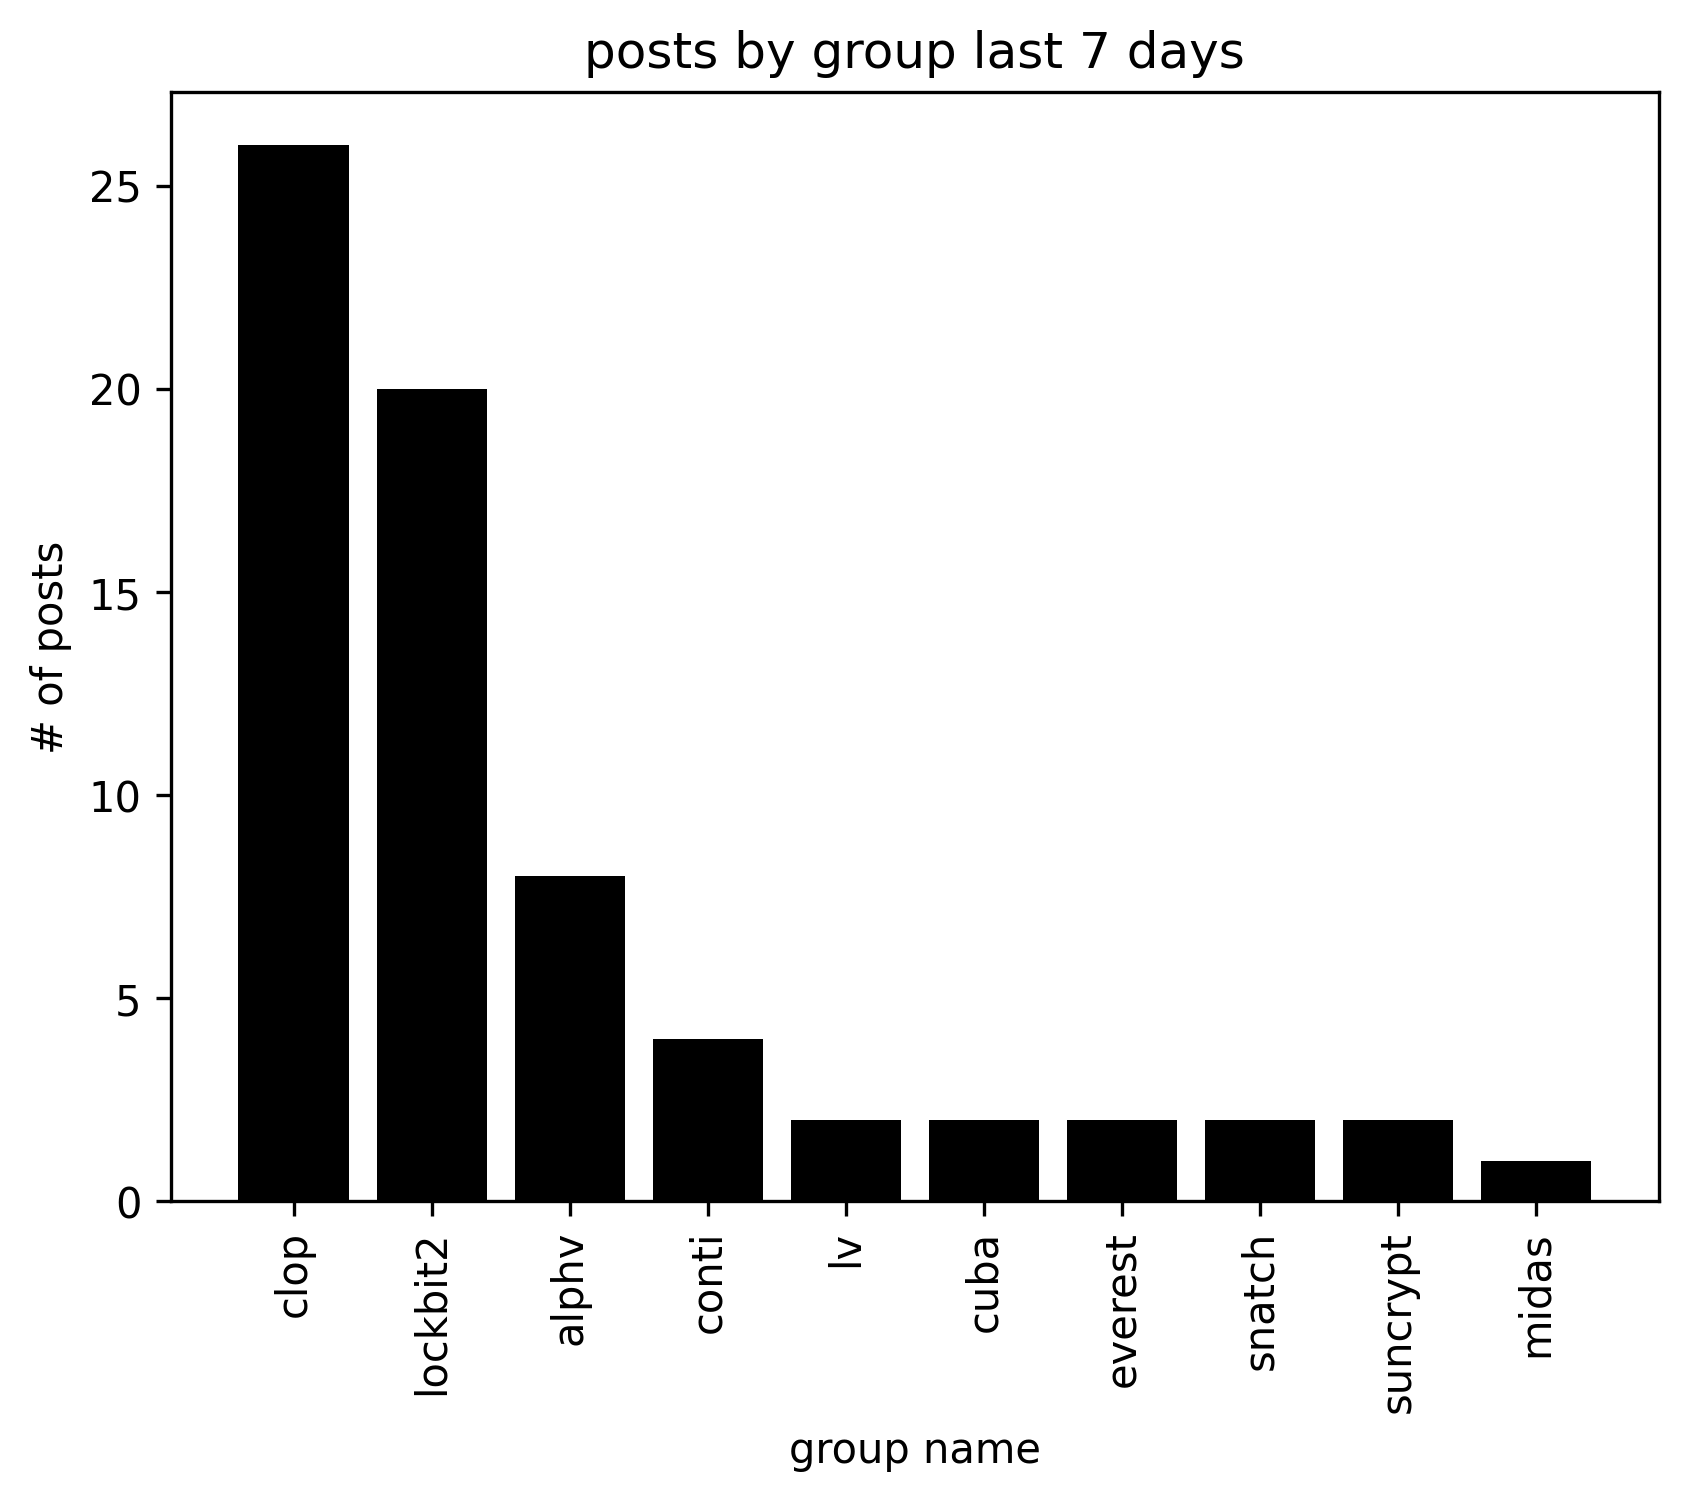 posts by group last 7 days
# of posts
25
20
15
10
5
0
clop
lockbit2
alphv
conti
lv
cuba
everest
snatch
suncrypt
midas
group name